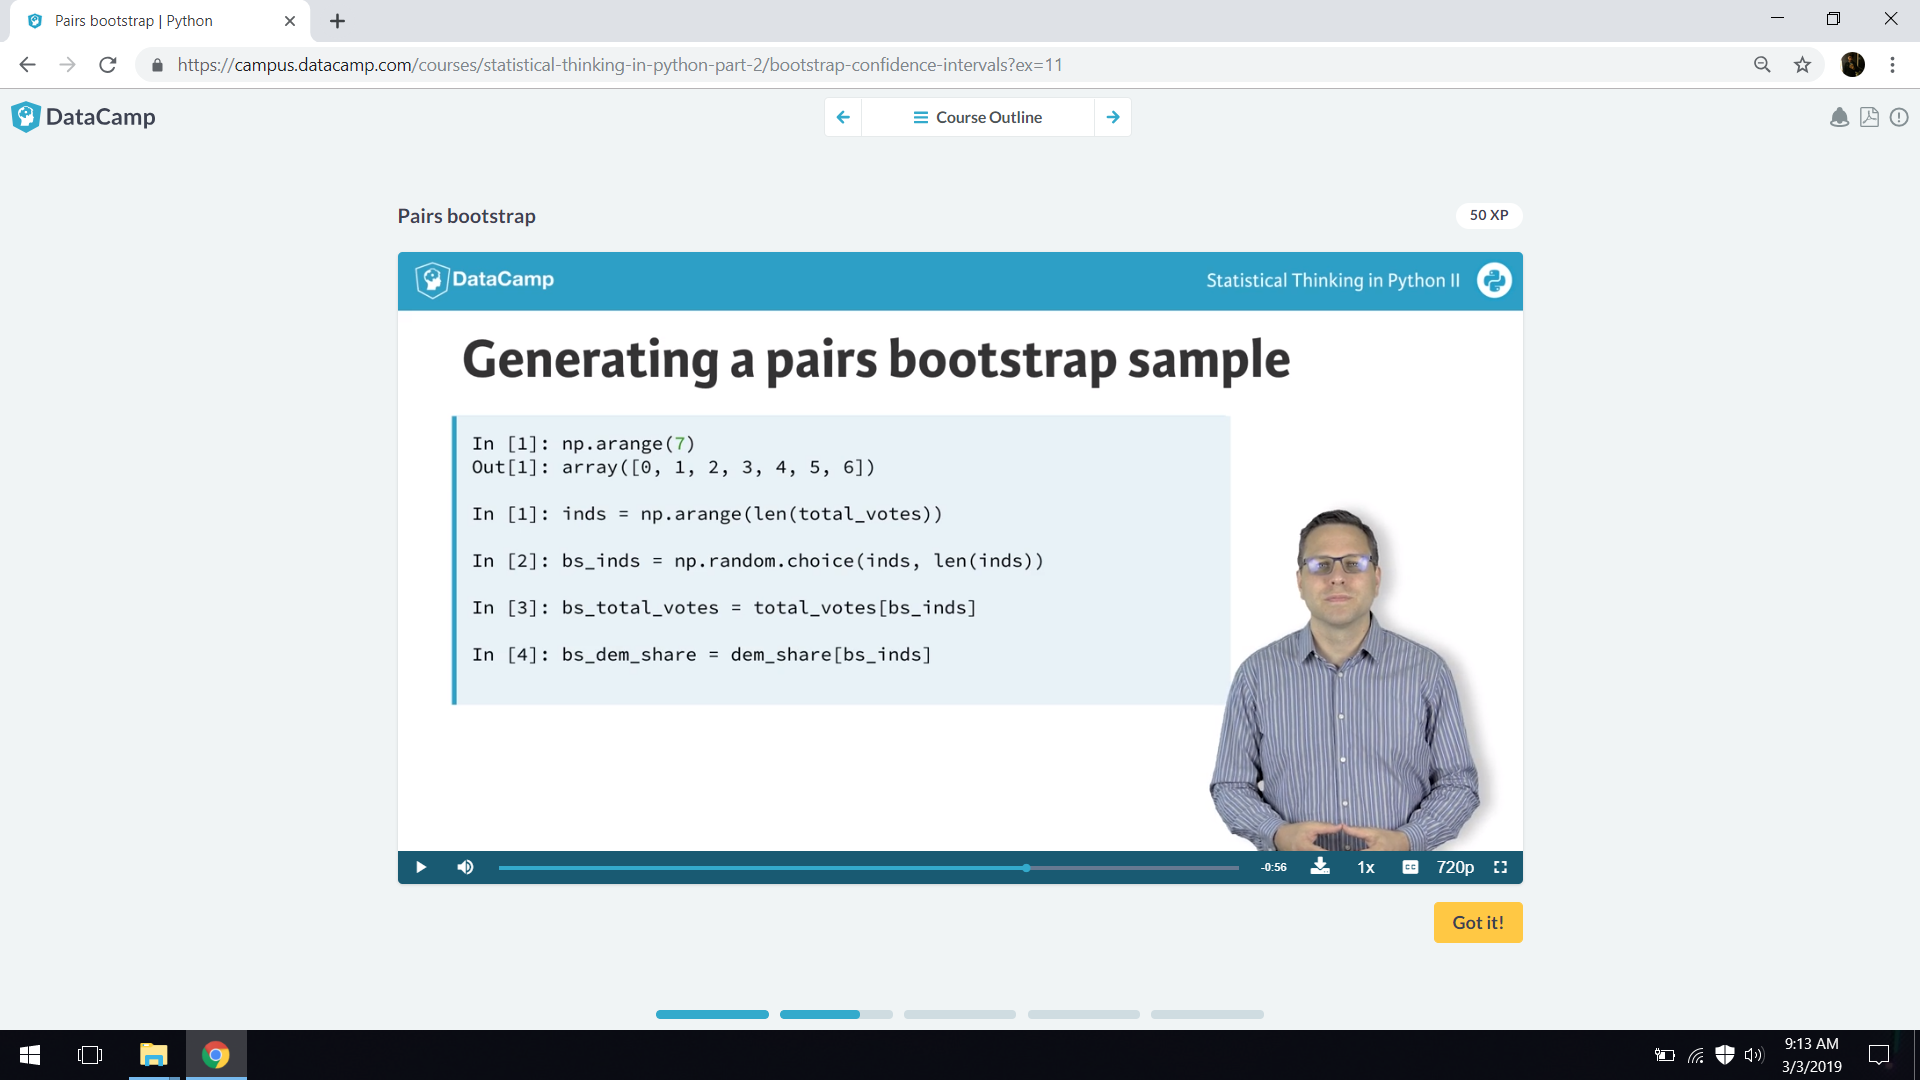 Pairs bootstrap | Python
https://campus.datacamp.com/courses/statistical-thinking-in-python-part-2/bootstrap-confidence-intervals?ex=11
DataCamp
Course Outline
Pairs bootstrap
50 XP
DataCamp
Statistical Thinking in Python II
Generating a pairs bootstrap sample
In [1]: np.arange(7)
Out[1]: array([0, 1, 2, 3, 4, 5, 6])
In [1]: inds = np.arange(len(total_votes))
In [2]: bs_inds = np.random.choice(inds, len(inds))
In [3]: bs_total_votes = total_votes[bs_inds]
In [4]: bs_dem_share = dem_share[bs_inds]
-0:56
1x
CC
720p
Got it!
9:13 AM
3/3/2019